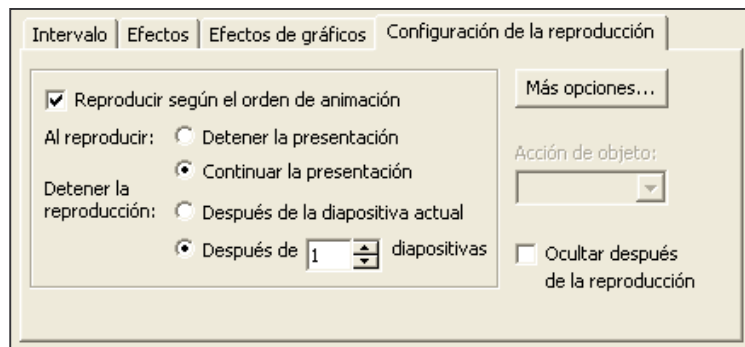 Intervalo Efectos Efectos de gráficos Configuración de la reproducción
Reproducir según el orden de animación
Más opciones...
Al reproducir: Detener la presentación
Continuar la presentación
Acción de objeto:
Detener la
reproducción:
Después de la diapositiva actual
Después de 1 diapositivas
Ocultar después
de la reproducción